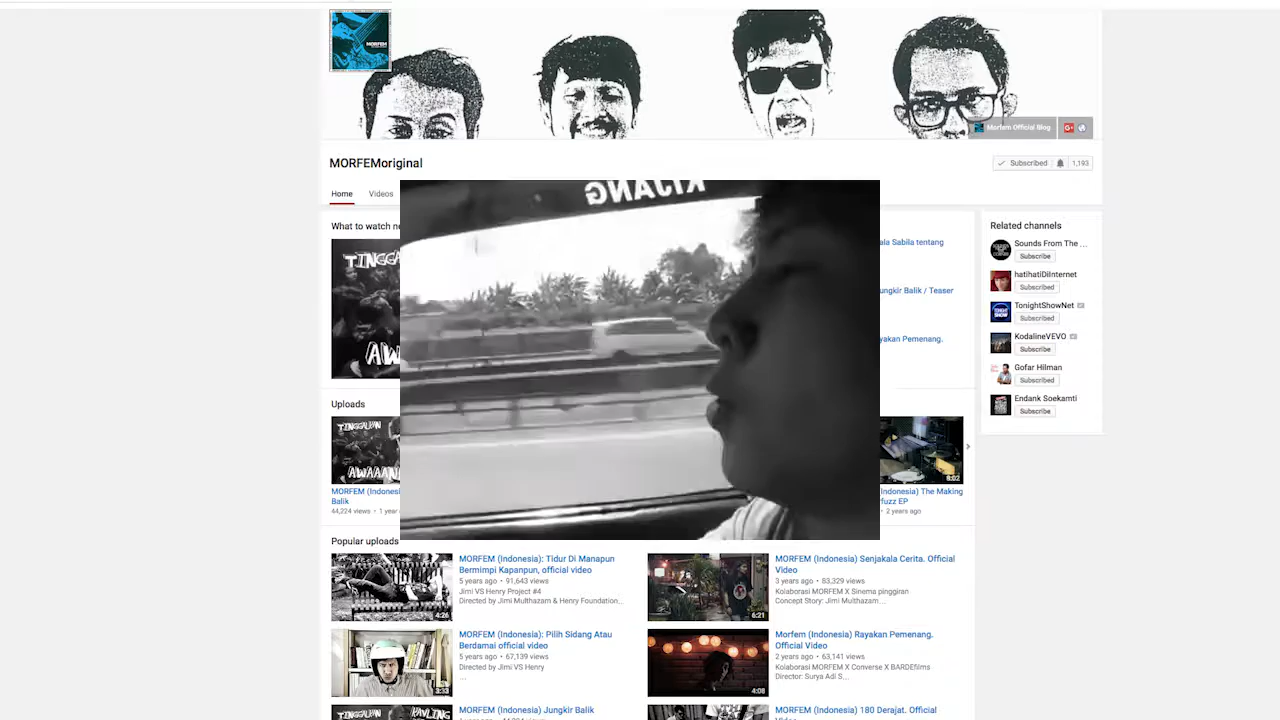 MORFEM
Morfem Official Blog
MORFEMoriginal
Subscribed
1,193
Home
Videos
KIJANG
What to watch ne
TINGGA
AW
ala Sabila tentang
ungkir Balik / Tesser
yakan Pemenang.
Related channels
Sounds From The ...
Subscribe
hatihatiDiInternet
Subscribed
TonightShowNet
Subscribed
KodalineVEVO
Subscribe
Gofar Hilman
Subscribed
Endank Soekamti
Subscribe
Uploads
TINGGALKAN
AWAAAN
MORFEM (Indonesi
Balik
44,224 views • 1 year
8:02
Indonesia) The Making
fuzz EP
• 2 years ago
Popular uploads
4:26
MORFEM (Indonesia): Tidur Di Manapun
Bermimpi Kapanpun, official video
5 years ago • 91,643 views
Jimi VS Henry Project #4
Directed by Jimi Multhazam & Henry Foundation...
6:21
MORFEM (Indonesia) Senjakala Cerita. Official
Video
3 years ago • 83,329 views
Kolaborasi MORFEM X Sinema pinggiran
Concept Story: Jimi Multhazam...
3:33
MORFEM (Indonesia): Pilih Sidang Atau
Berdamai official video
5 years ago • 67,139 views
Directed by Jimi VS Henry
...
4:08
Morfem (Indonesia) Rayakan Pemenang.
Official Video
2 years ago • 63,141 views
Kolaborasi MORFEM X Converse X BARDEfilms
Director: Surya Adi S...
TINGGALKAN
KAVLING
MORFEM (Indonesia) Jungkir Balik
MORFEM (Indonesia) 180 Derajat. Official